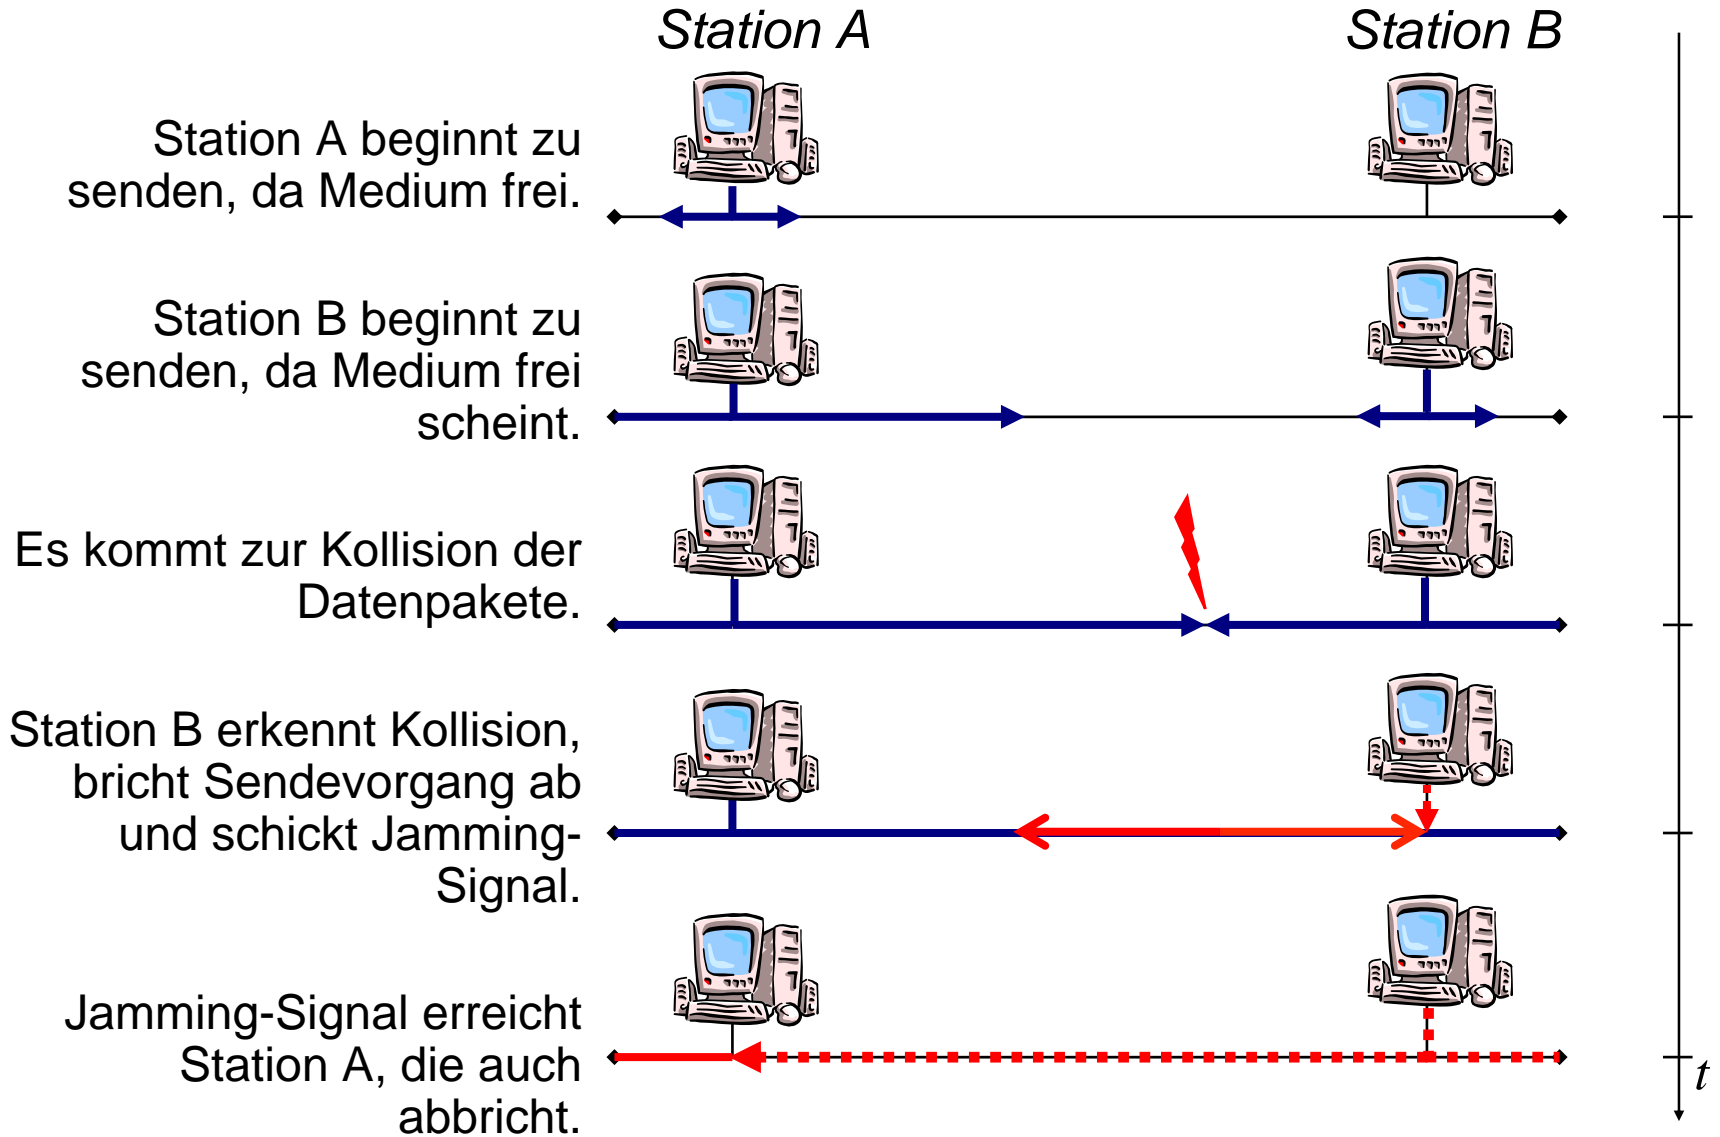 Station A
Station B
Station A beginnt zu
senden, da Medium frei.
Station B beginnt zu
senden, da Medium frei
scheint.
Es kommt zur Kollision der
Datenpakete.
Station B erkennt Kollision,
bricht Sendevorgang ab
und schickt Jamming-
Signal.
Jamming-Signal erreicht
Station A, die auch
abbricht.
t